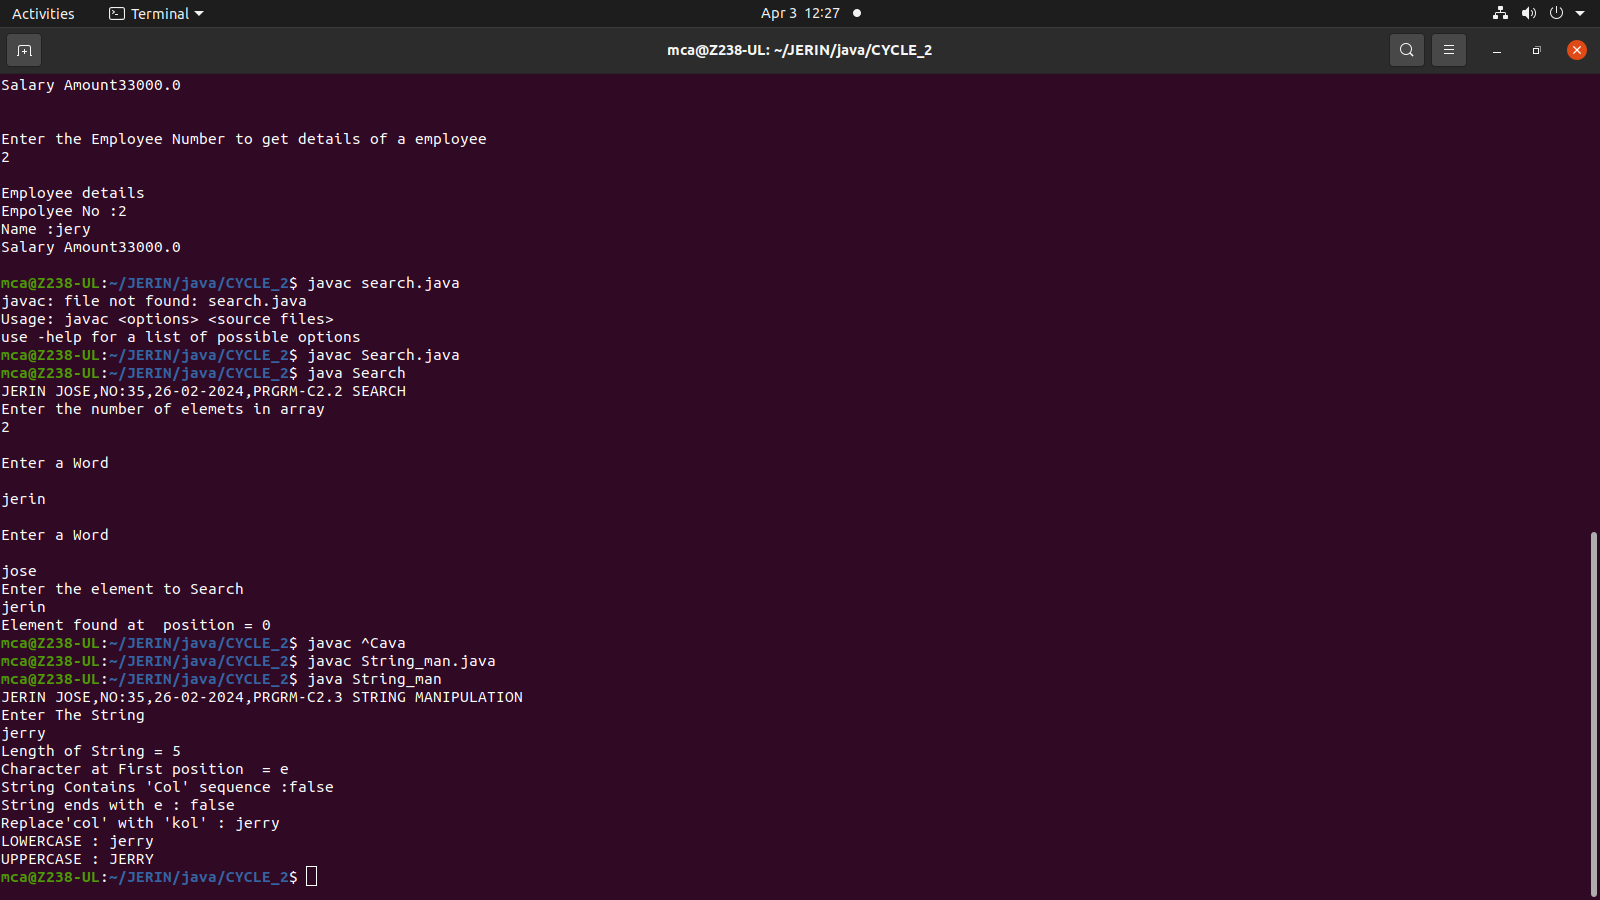 Activities
Terminal
Apr 3 12:27
mca@Z238-UL: ~/JERIN/java/CYCLE_2
Salary Amount33000.0
Enter the Employee Number to get details of a employee
2
Employee details
Empolyee No :2
Name :jery
Salary Amount33000.0
mca@Z238-UL:~/JERIN/java/CYCLE_2$ javac search.java
javac: file not found: search.java
Usage: javac <options> <source files>
use -help for a list of possible options
mca@Z238-UL:~/JERIN/java/CYCLE_2$ javac Search.java
mca@Z238-UL:~/JERIN/java/CYCLE_2$ java Search
JERIN JOSE,NO:35,26-02-2024,PRGRM-C2.2 SEARCH
Enter the number of elemets in array
2
Enter a Word
jerin
Enter a Word
jose
Enter the element to Search
jerin
Element found at  position = 0
mca@Z238-UL:~/JERIN/java/CYCLE_2$ javac ^Cava
mca@Z238-UL:~/JERIN/java/CYCLE_2$ javac String_man.java
mca@Z238-UL:~/JERIN/java/CYCLE_2$ java String_man
JERIN JOSE,NO:35,26-02-2024,PRGRM-C2.3 STRING MANIPULATION
Enter The String
jerry
Length of String = 5
Character at First position  = e
String Contains 'Col' sequence :false
String ends with e : false
Replace'col' with 'kol' : jerry
LOWERCASE : jerry
UPPERCASE : JERRY
mca@Z238-UL:~/JERIN/java/CYCLE_2$